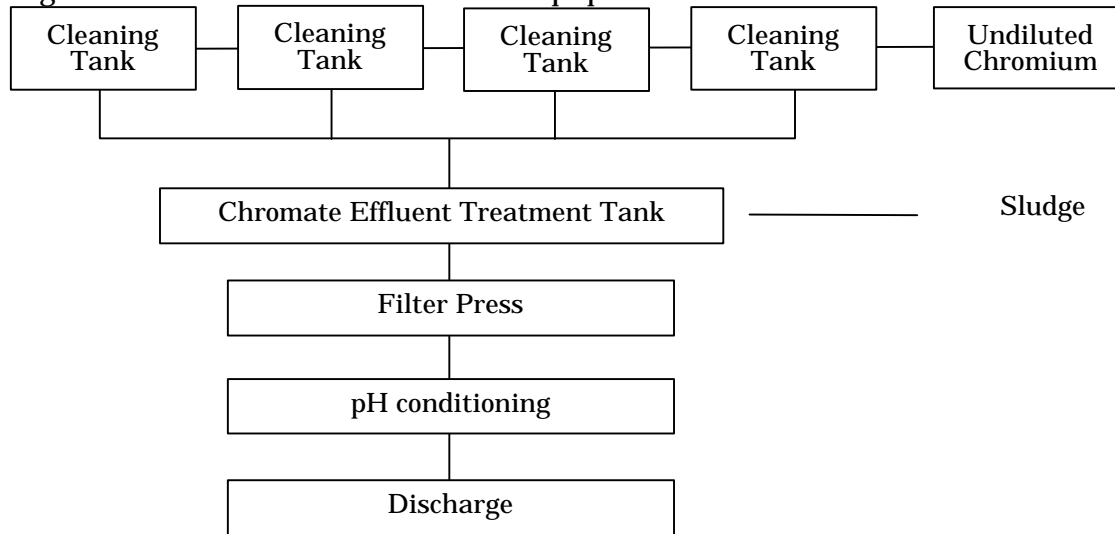 Cleaning
Tank
Cleaning
Tank
Cleaning
Tank
Cleaning
Tank
Undiluted
Chromium
Chromate Effluent Treatment Tank
Sludge
Filter Press
pH conditioning
Discharge